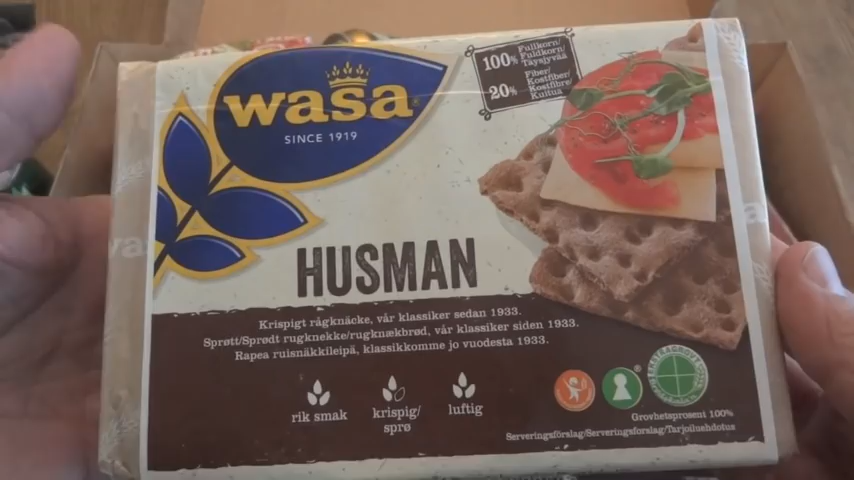 wasa
SINCE 1919
100% Fullkorn/
Fuldkorn/
Täysjyvää
20% Fiber/
Kostfiber/
Kostfibre/
Kuitua
HUSMAN
Krispigt rågknäcke, vår klassiker sedan 1933.
Sprøtt/Sprødt rugknekke/rugknækbrød, vår klassiker siden 1933.
Rapea ruisnäkkileipä, klassikkomme jo vuodesta 1933.
rik smak
krispig/
sprø
luftig
Grovhetsprosent 100%
Serveringsförslag/Serveringsforslag/Tarjoiluehdotus